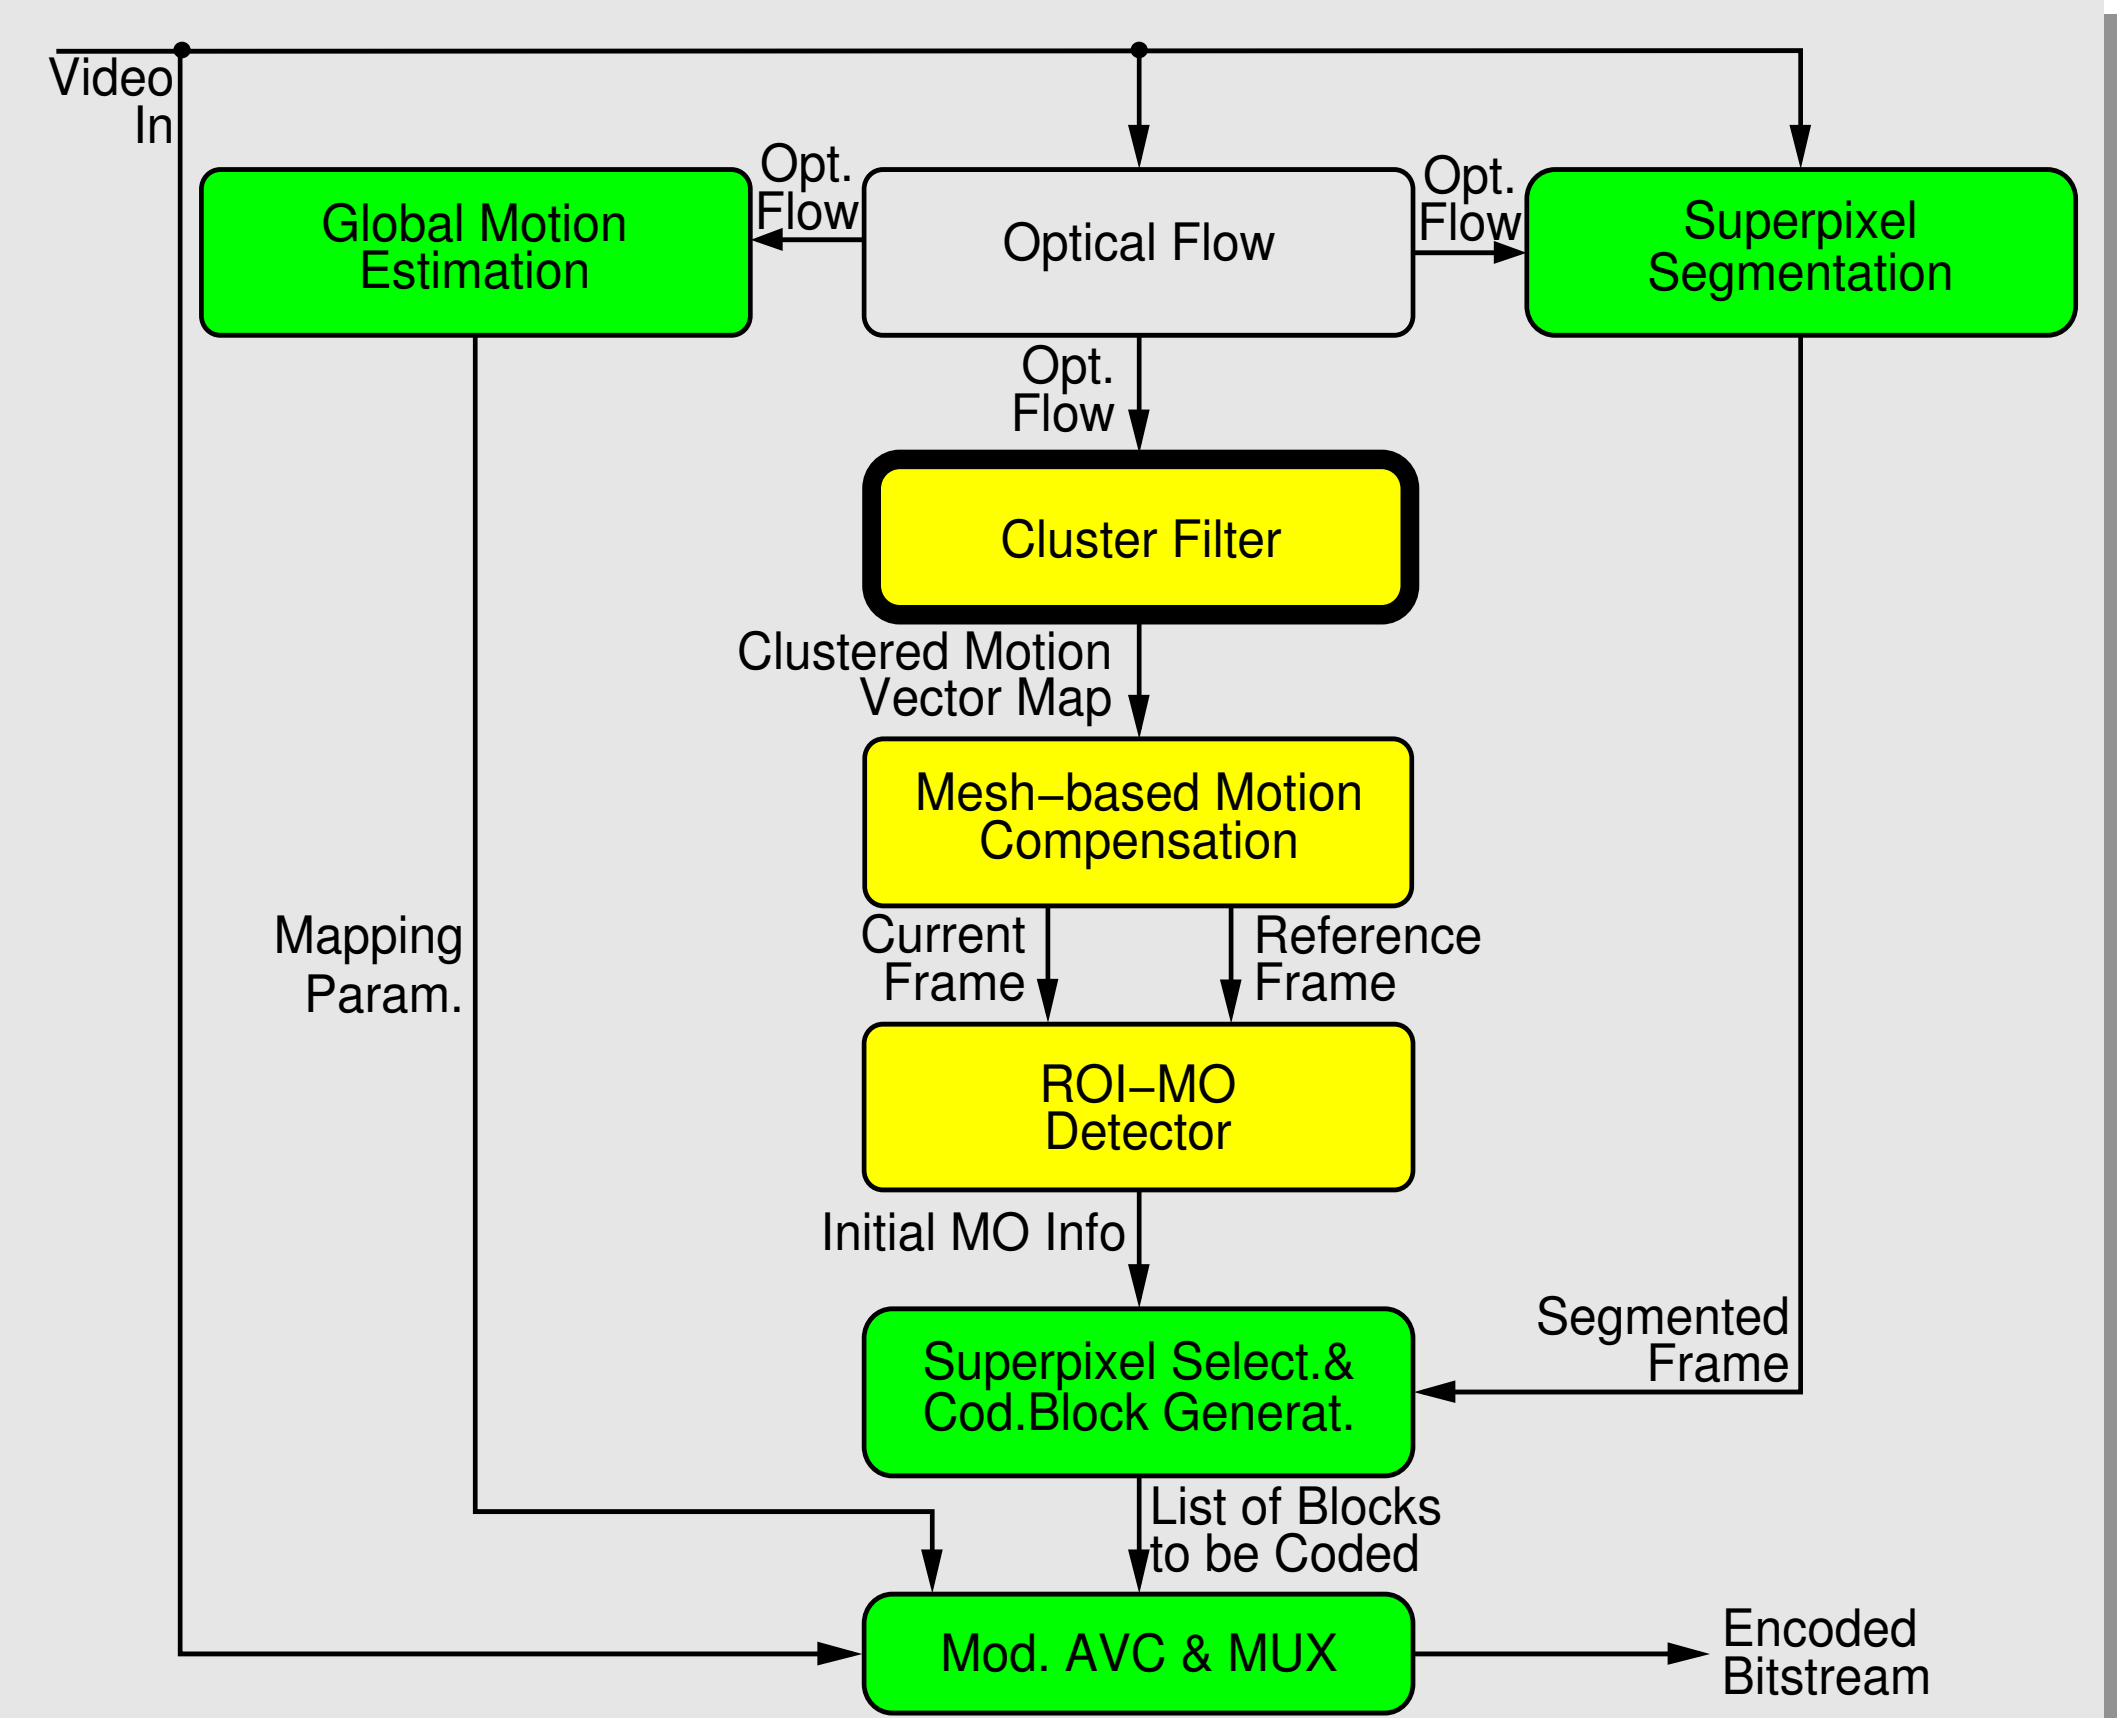 Video
In
Opt.
Flow
Opt.
Flow
Global Motion
Estimation
Optical Flow
Superpixel
Segmentation
Opt.
Flow
Cluster Filter
Clustered Motion
Vector Map
Mesh–based Motion
Compensation
Mapping
Param.
Current
Frame
Reference
Frame
ROI–MO
Detector
Initial MO Info
Segmented
Frame
Superpixel Select.&
Cod.Block Generat.
List of Blocks
to be Coded
Mod. AVC & MUX
Encoded
Bitstream